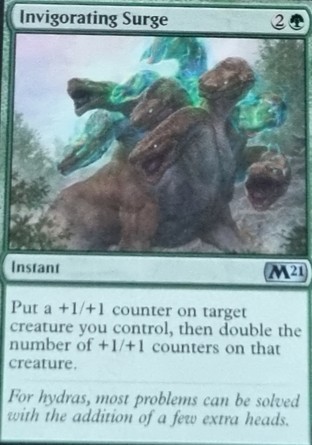 Invigorating Surge 2
Instant M21
Put a +1/+1 counter on target
creature you control, then double the
number of +1/+1 counters on that
creature.
For hydras, most problems can be solved
with the addition of a few extra heads.